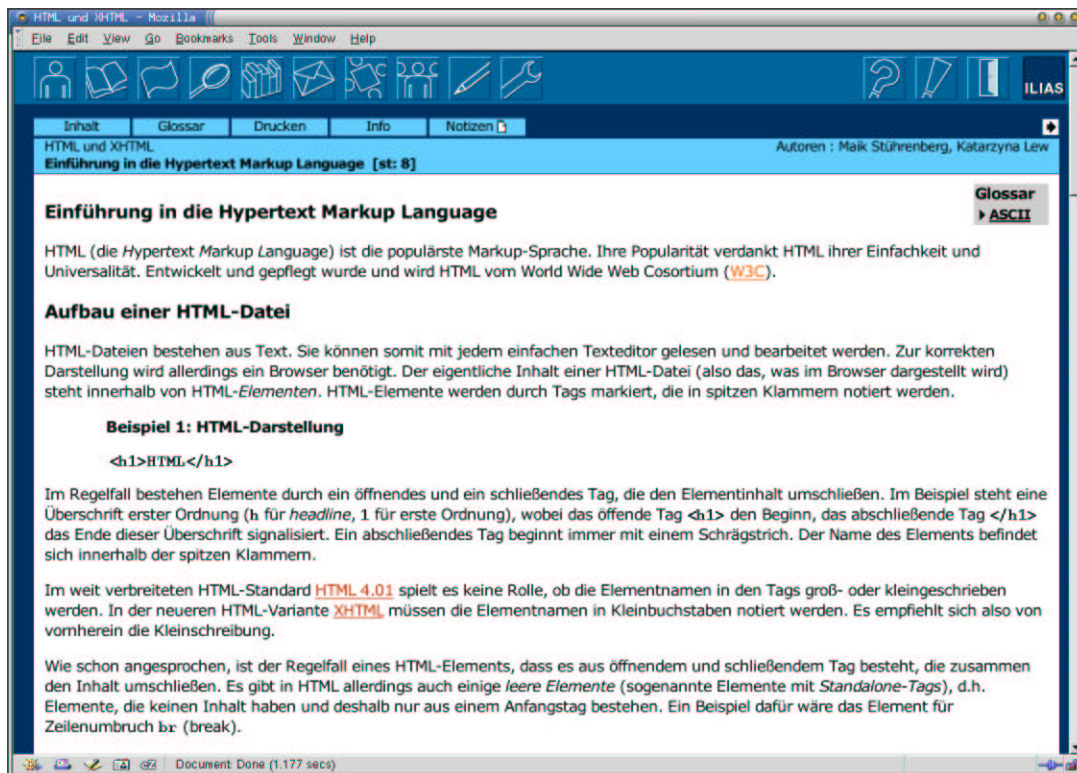 HTML und XHTML - Mozilla
File Edit View Go Bookmarks Tools Window Help
ILIAS
Inhalt Glossar Drucken Info Notizen
HTML und XHTML Autoren : Maik Stührenberg, Katarzyna Lew
Einführung in die Hypertext Markup Language [st: 8]
Glossar
ASCII
Einführung in die Hypertext Markup Language
HTML (die Hypertext Markup Language) ist die populärste Markup-Sprache. Ihre Popularität verdankt HTML ihrer Einfachkeit und
Universalität. Entwickelt und gepflegt wurde und wird HTML vom World Wide Web Cosortium (W3C).
Aufbau einer HTML-Datei
HTML-Dateien bestehen aus Text. Sie können somit mit jedem einfachen Texteditor gelesen und bearbeitet werden. Zur korrekten
Darstellung wird allerdings ein Browser benötigt. Der eigentliche Inhalt einer HTML-Datei (also das, was im Browser dargestellt wird)
steht innerhalb von HTML-Elementen. HTML-Elemente werden durch Tags markiert, die in spitzen Klammern notiert werden.
Beispiel 1: HTML-Darstellung
<h1>HTML</h1>
Im Regelfall bestehen Elemente durch ein öffnendes und ein schließendes Tag, die den Elementinhalt umschließen. Im Beispiel steht eine
Überschrift erster Ordnung (h für headline, 1 für erste Ordnung), wobei das öffende Tag <h1> den Beginn, das abschließende Tag </h1>
das Ende dieser Überschrift signalisiert. Ein abschließendes Tag beginnt immer mit einem Schrägstrich. Der Name des Elements befindet
sich innerhalb der spitzen Klammern.
Im weit verbreiteten HTML-Standard HTML 4.01 spielt es keine Rolle, ob die Elementnamen in den Tags groß- oder kleingeschrieben
werden. In der neueren HTML-Variante XHTML müssen die Elementnamen in Kleinbuchstaben notiert werden. Es empfiehlt sich also von
vornherein die Kleinschreibung.
Wie schon angesprochen, ist der Regelfall eines HTML-Elements, dass es aus öffnendem und schließendem Tag besteht, die zusammen
den Inhalt umschließen. Es gibt in HTML allerdings auch einige leere Elemente (sogenannte Elemente mit Standalone-Tags), d.h.
Elemente, die keinen Inhalt haben und deshalb nur aus einem Anfangstag bestehen. Ein Beispiel dafür wäre das Element für
Zeilenumbruch br (break).
Document: Done (1.177 secs)